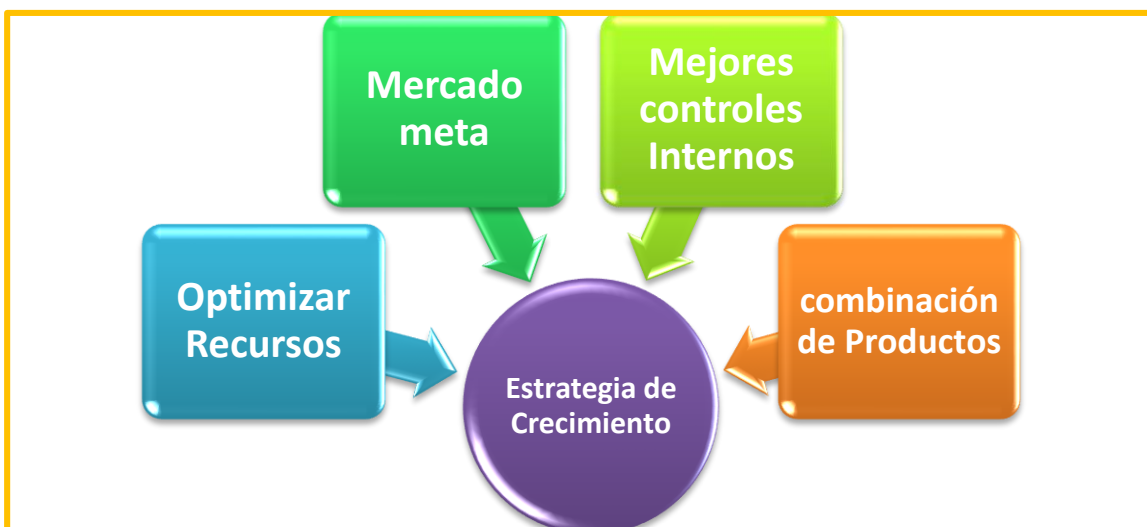 Mercado
meta
Mejores
controles
Internos
Optimizar
Recursos
combinación
de Productos
Estrategia de
Crecimiento